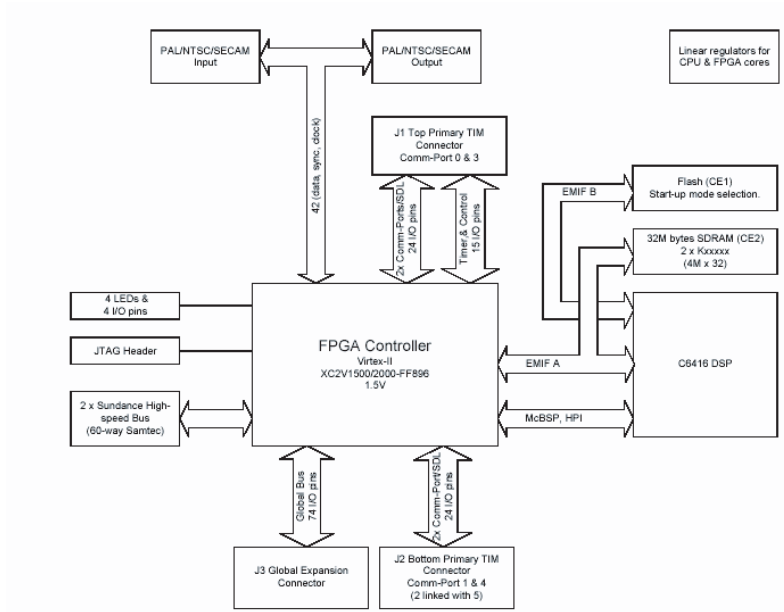 PAL/NTSC/SECAM
Input
PAL/NTSC/SECAM
Output
Linear regulators for
CPU & FPGA cores
42 (data, sync, clock)
J1 Top Primary TIM
Connector
Comm-Port 0 & 3
2x Comm-Ports/SDL
24 I/O pins
Timer,& Control
15 I/O pins
EMIF B
Flash (CE1)
Start-up mode selection.
32M bytes SDRAM (CE2)
2 x Kxxxxx
(4M x 32)
4 LEDs &
4 I/O pins
JTAG Header
2 x Sundance High-
speed Bus
(60-way Samtec)
FPGA Controller
Virtex-II
XC2V1500/2000-FF896
1.5V
EMIF A
C6416 DSP
McBSP, HPI
Global Bus
74 I/O pins
2x Comm-Port/SDL
24 I/O pins
J3 Global Expansion
Connector
J2 Bottom Primary TIM
Connector
Comm-Port 1 & 4
(2 linked with 5)